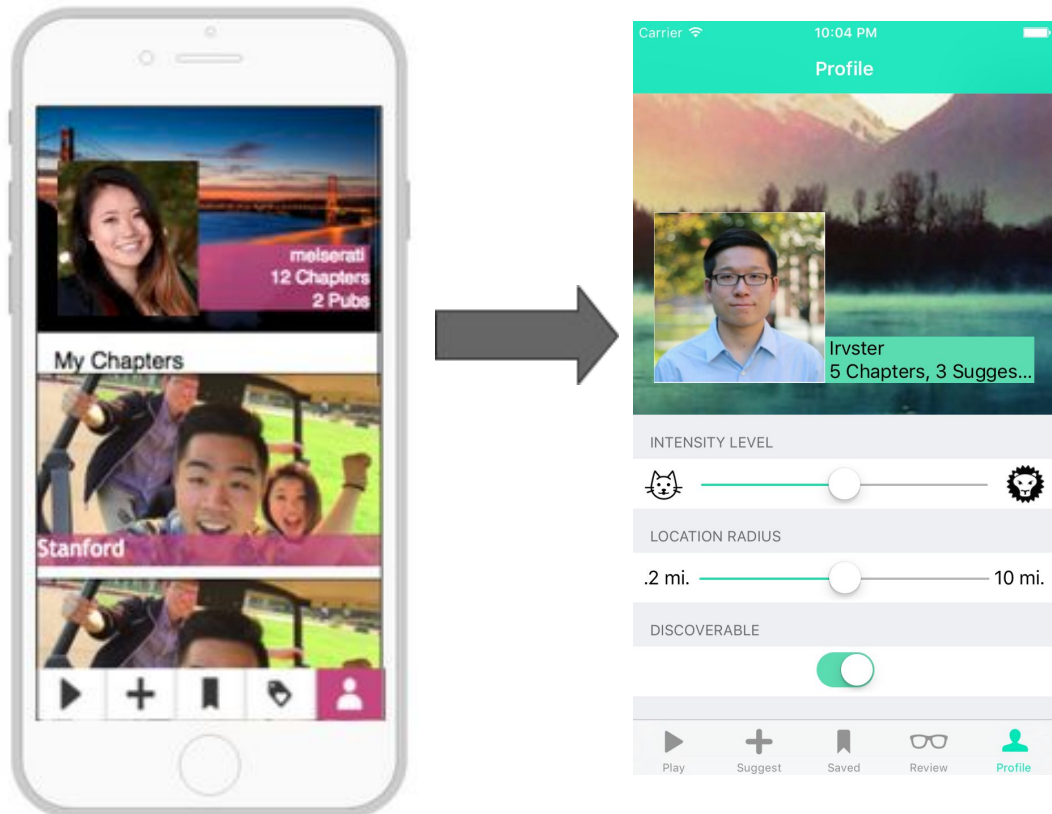 melserati
12 Chapters
2 Pubs
My Chapters
Stanford
Carrier
10:04 PM
Profile
Irvster
5 Chapters, 3 Sugges...
INTENSITY LEVEL
LOCATION RADIUS
.2 mi.
10 mi.
DISCOVERABLE
Play
Suggest
Saved
Review
Profile